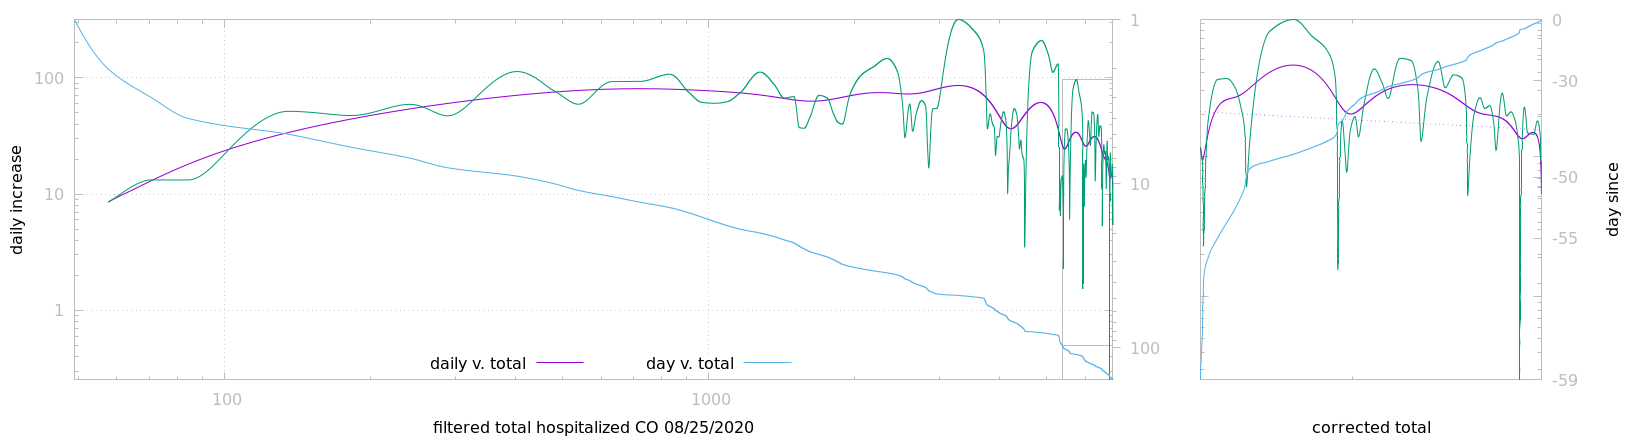 daily increase
100
10
1
daily v. total
day v. total
100
1000
filtered total hospitalized CO 08/25/2020
1
10
100
0
-30
-50
-55
-59
day since
corrected total